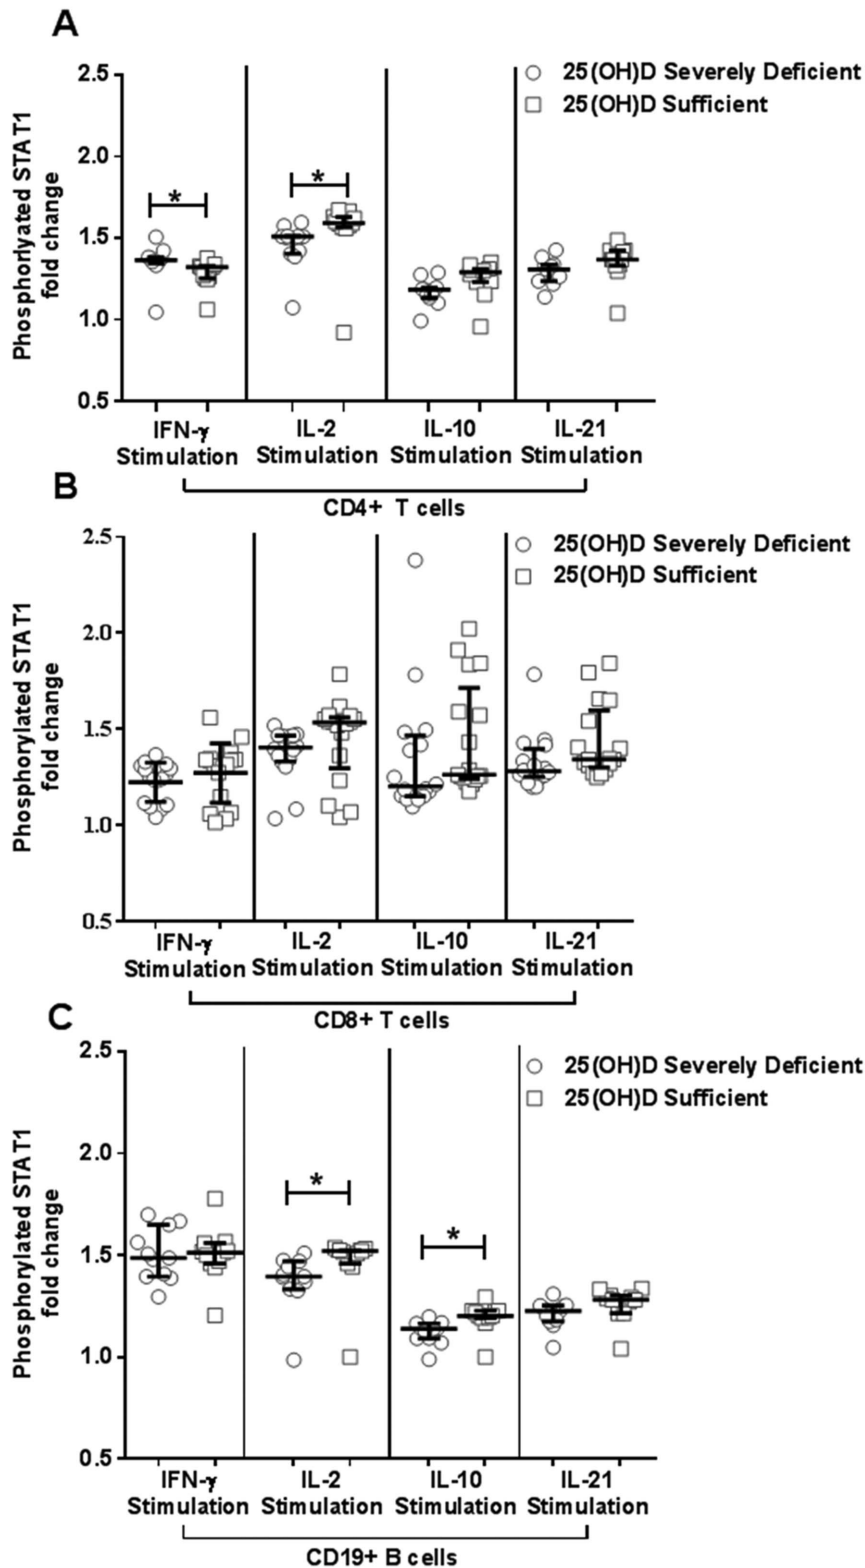 A
2.5
2.0
1.5
1.0
0.5
Phosphorlyated STAT1
fold change
25(OH)D Severely Deficient
25(OH)D Sufficient
*
*
IFN-γ
Stimulation
IL-2
Stimulation
IL-10
Stimulation
IL-21
Stimulation
CD4+ T cells
B
2.5
2.0
1.5
1.0
0.5
Phosphorylated STAT1
fold change
25(OH)D Severely Deficient
25(OH)D Sufficient
IFN-γ
Stimulation
IL-2
Stimulation
IL-10
Stimulation
IL-21
Stimulation
CD8+ T cells
C
2.5
2.0
1.5
1.0
0.5
Phosphorylated STAT1
fold change
25(OH)D Severely Deficient
25(OH)D Sufficient
*
*
IFN-γ
Stimulation
IL-2
Stimulation
IL-10
Stimulation
IL-21
Stimulation
CD19+ B cells